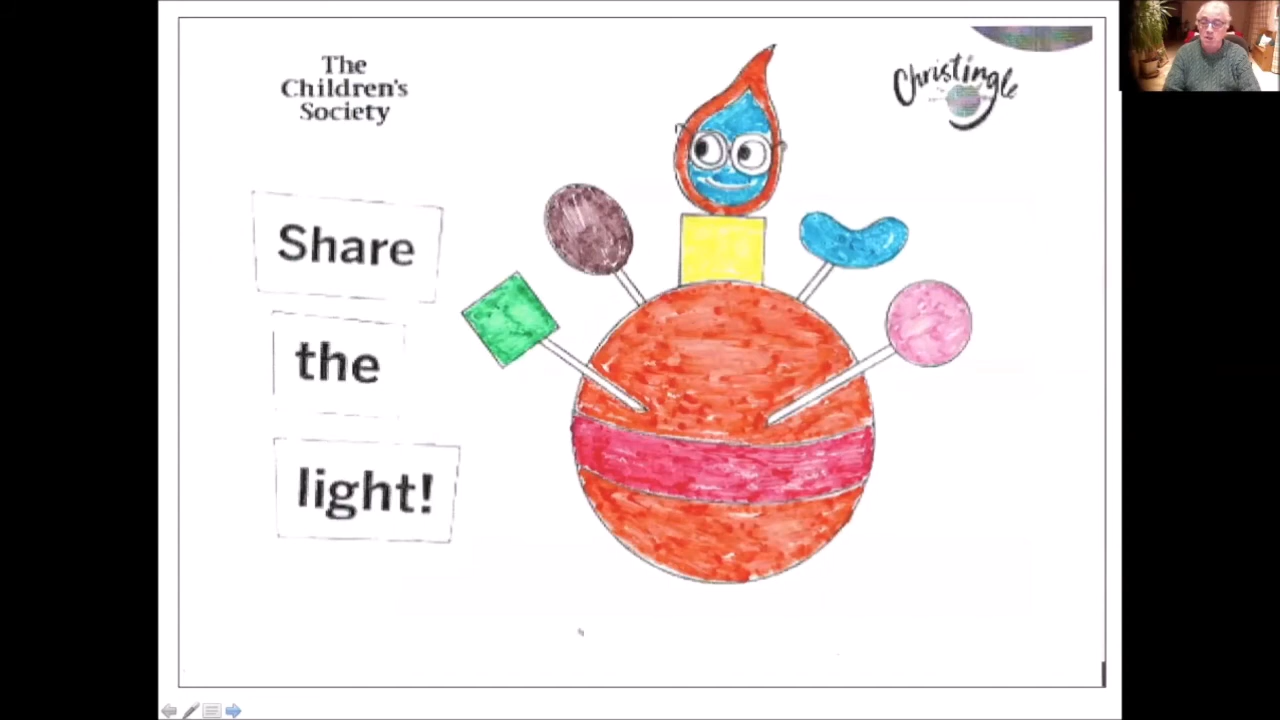 The
Children's
Society
Christingle
Share
the
light!